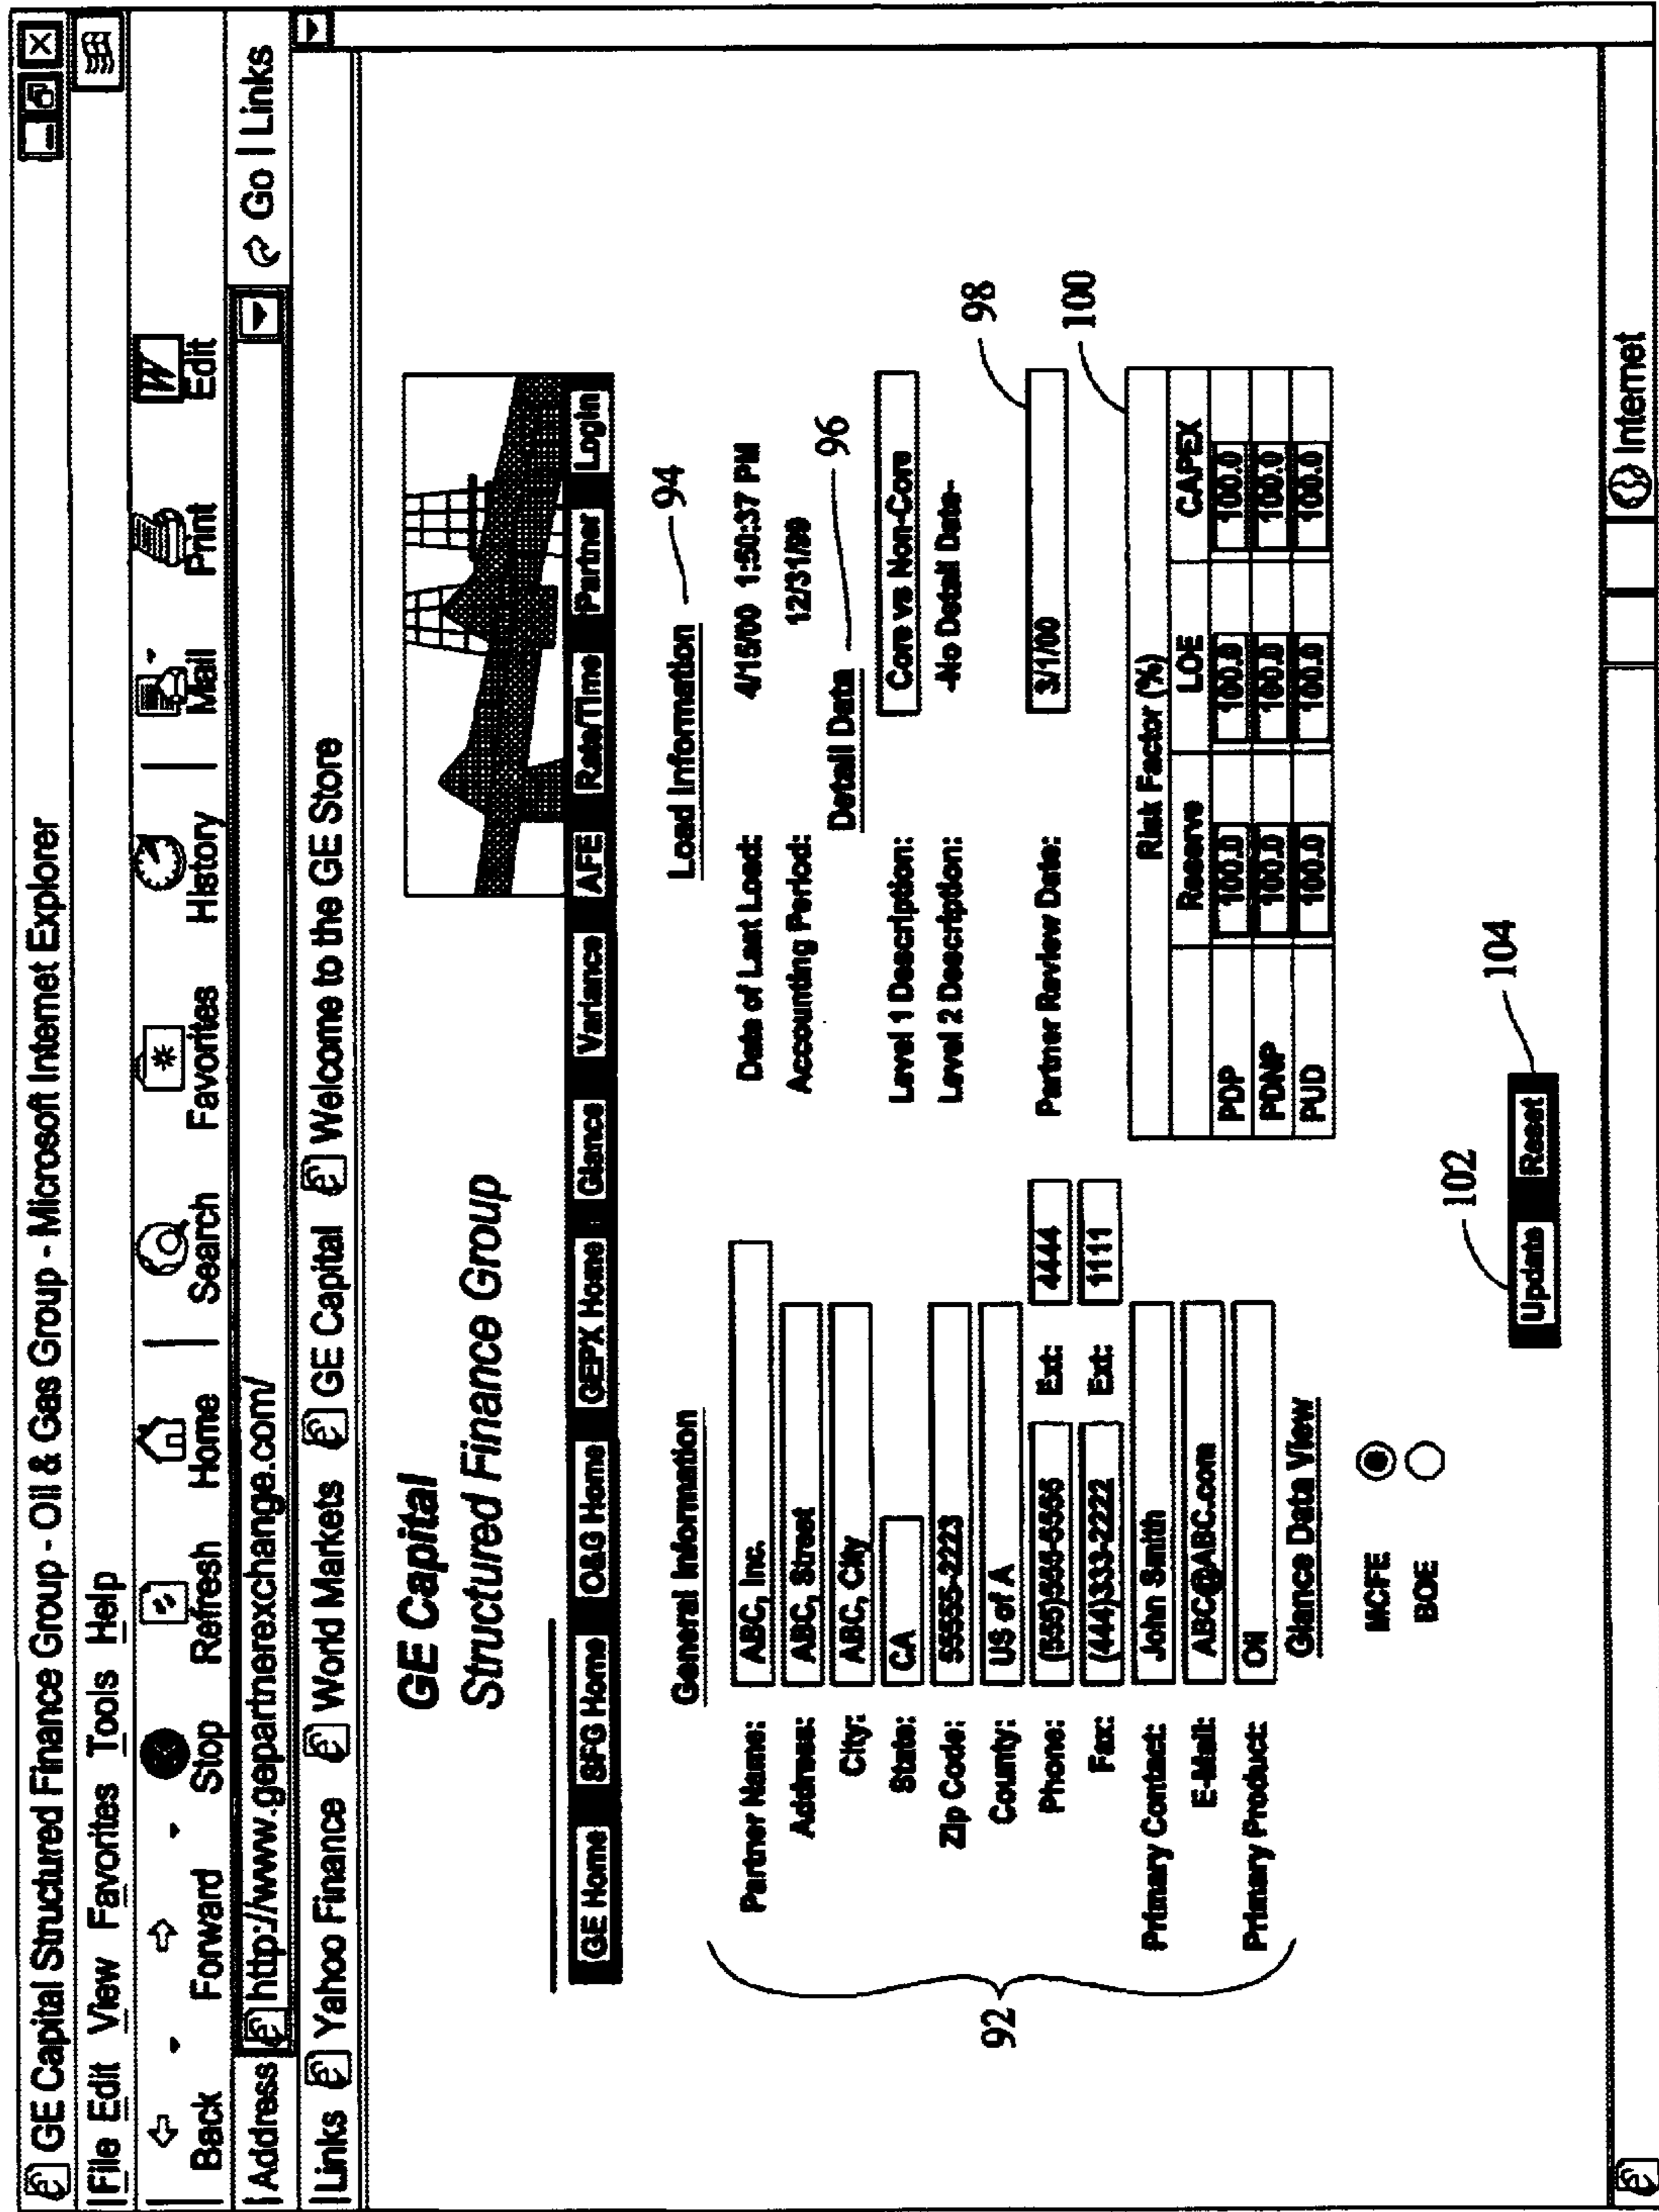 GE Capital Structured Finance Group - Oil & Gas Group - Microsoft Internet Explorer
File Edit View Favorites Tools Help
Back Forward Stop Refresh Home Search Favorites History Mail Print Edit
Address http://www.gepartnerexchange.com/ Go Links
Links Yahoo Finance World Markets GE Capital Welcome to the GE Store
GE Capital
Structured Finance Group
GE Home SFG Home O&G Home GEPX Home Glance Variance AFE Rate/Time Partner Login
General Information
Partner Name: ABC, Inc.
Address: ABC, Street
City: ABC, City
State: CA
Zip Code: 55555-2223
County: US of A
Phone: (555)555-5555 Ext: 4444
Fax: (444)333-2222 Ext: 1111
Primary Contact: John Smith
E-Mail: ABC@ABC.com
Primary Product: Oil
92
Glance Data View
MCFE
BOE
Load Information 94
Date of Last Load: 4/15/00 1:50:37 PM
Accounting Period: 12/31/99
Detail Data 96
Level 1 Description: Core vs Non-Core
Level 2 Description: -No Detail Data-
98
Partner Review Date: 3/1/00
100
Risk Factor (%)
Reserve LOE CAPEX
PDP 100.0 100.0 100.0
PDNP 100.0 100.0 100.0
PUD 100.0 100.0 100.0
102 104
Update Reset
Internet